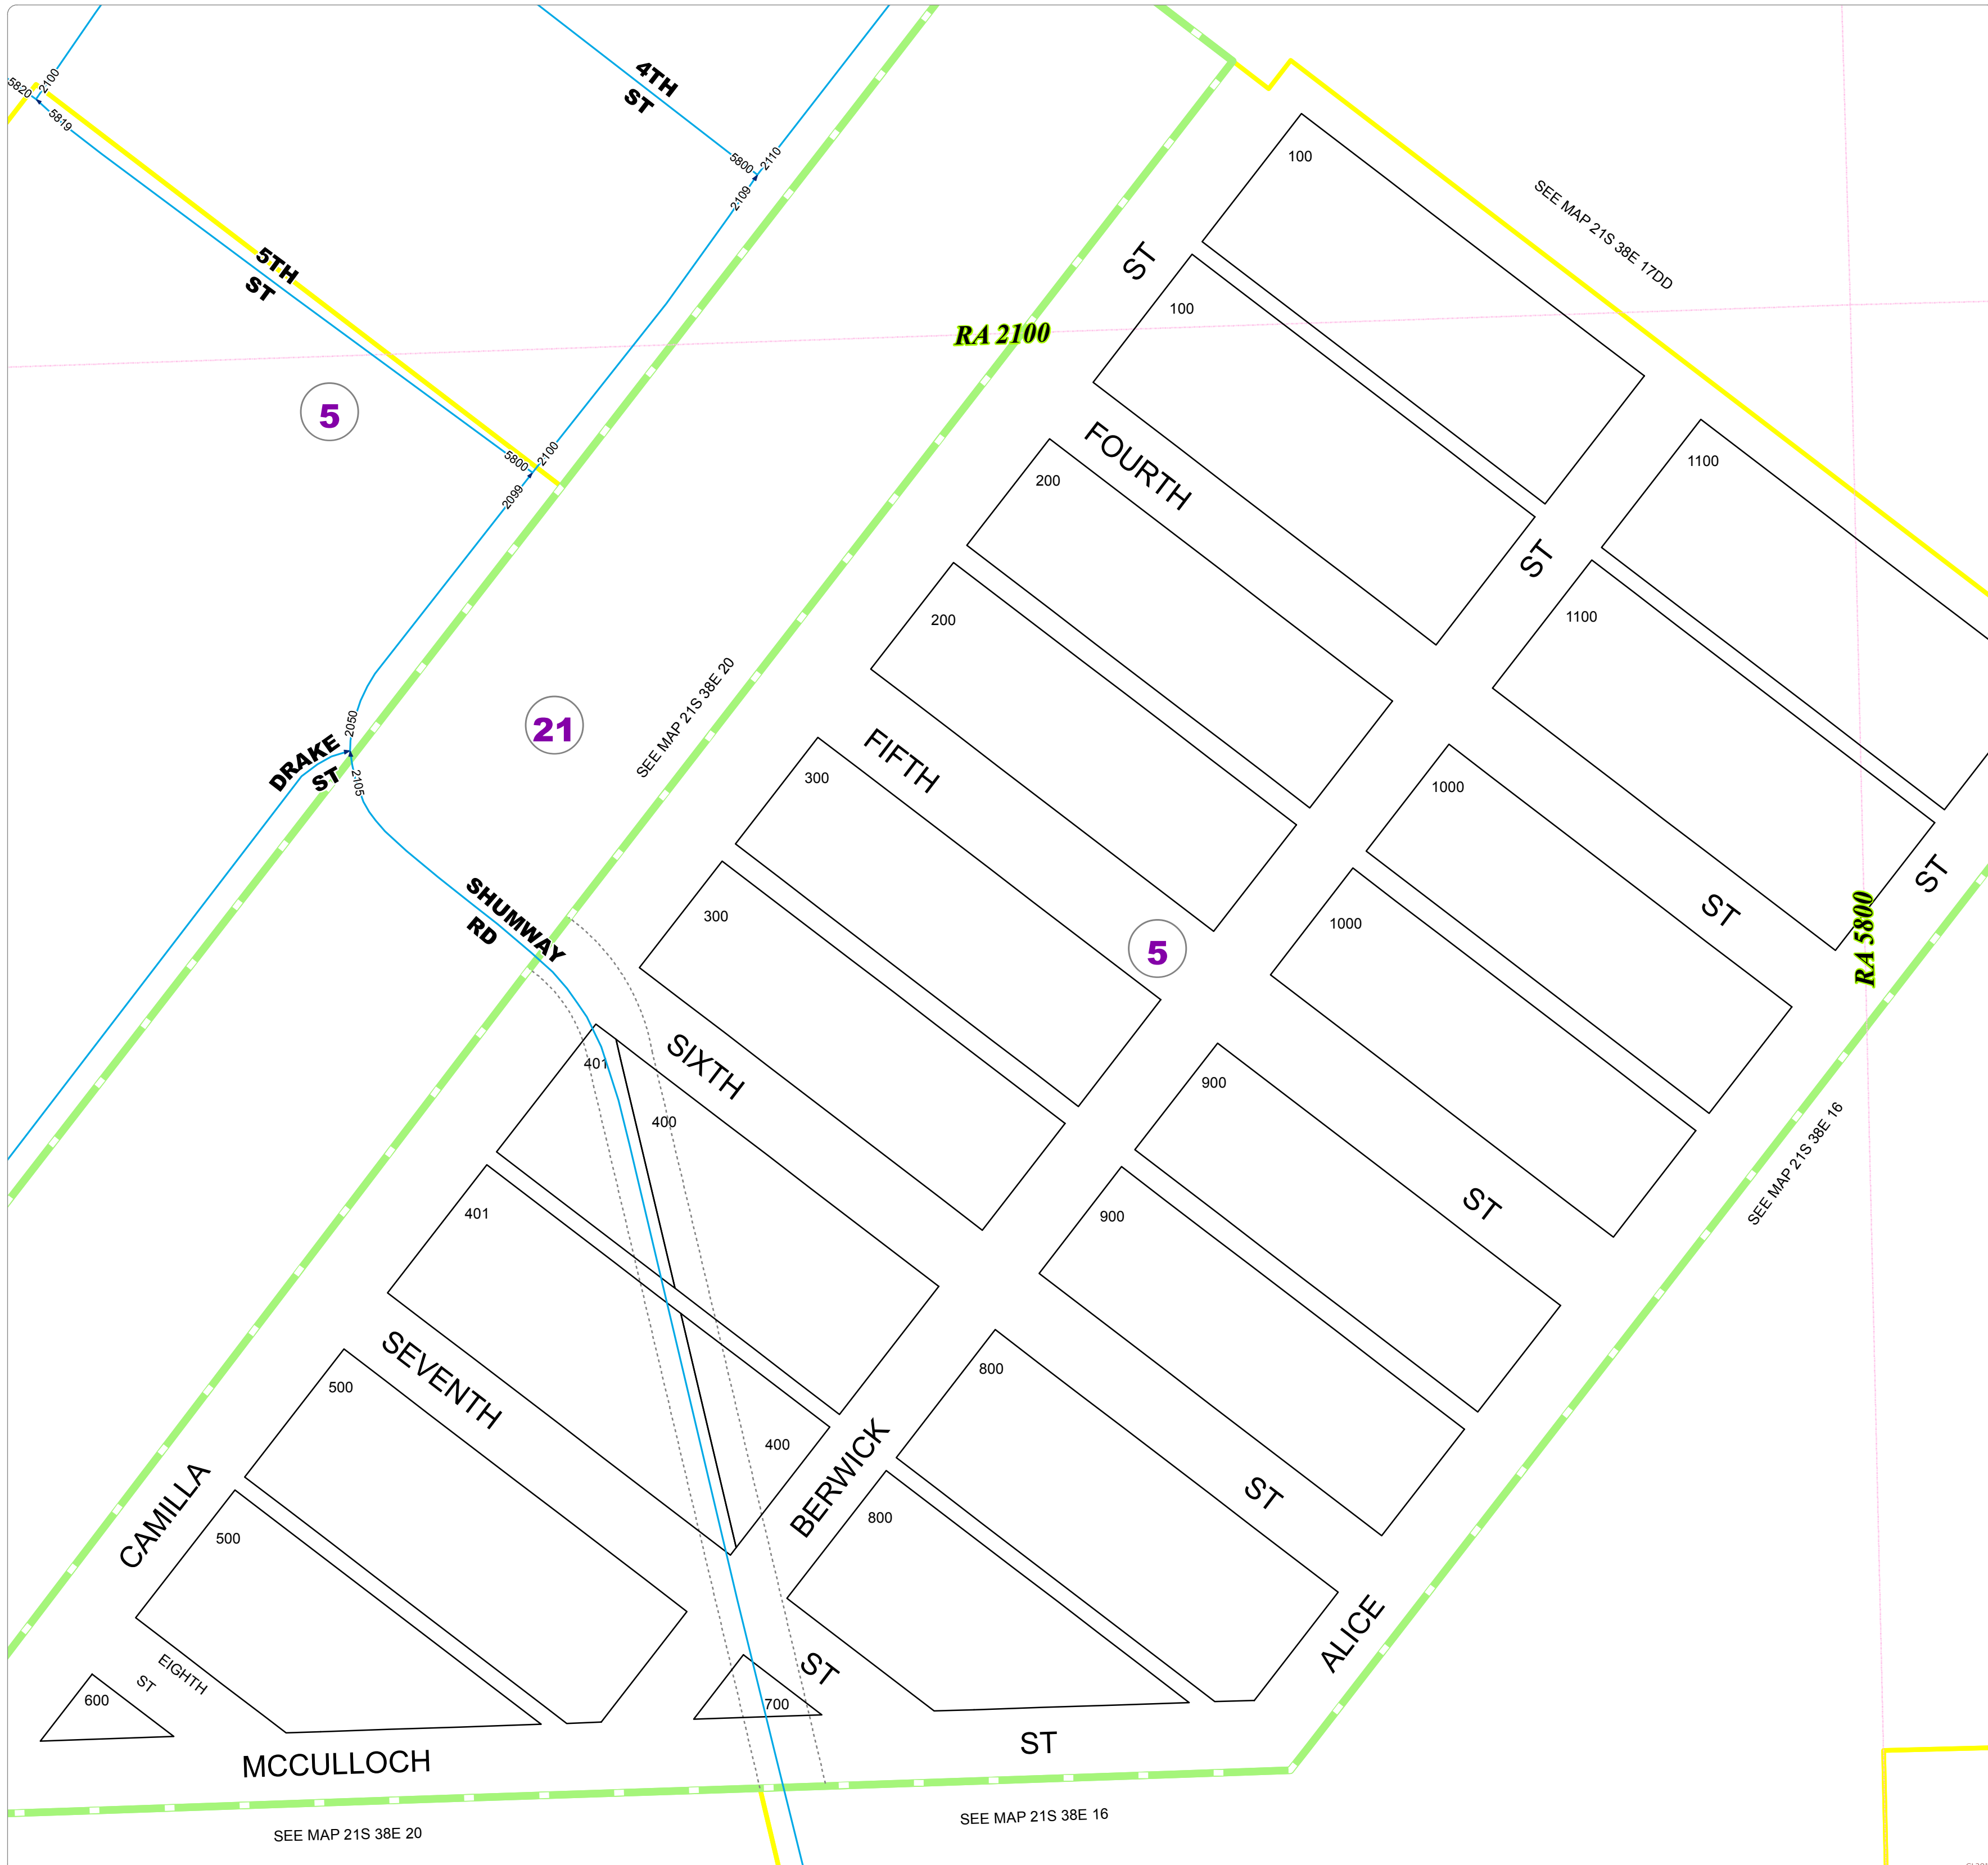 4TH
ST
2100
5820
5819
5800
2110
2109
100
SEE MAP 21S 38E 17DD
5TH
ST
ST
100
RA 2100
5
FOURTH
200
1100
5800
2100
2099
ST
200
1100
SEE MAP 21S 38E 20
21
2050
DRAKE
ST
2105
FIFTH
300
1000
300
1000
SHUMWAY
RD
5
ST
ST
RA 5800
401
400
SIXTH
900
SEE MAP 21S 38E 16
401
900
ST
SEVENTH
500
800
400
BERWICK
ST
CAMILLA
500
800
EIGHTH
ST
600
700
ST
ALICE
MCCULLOCH
ST
SEE MAP 21S 38E 20
SEE MAP 21S 38E 16